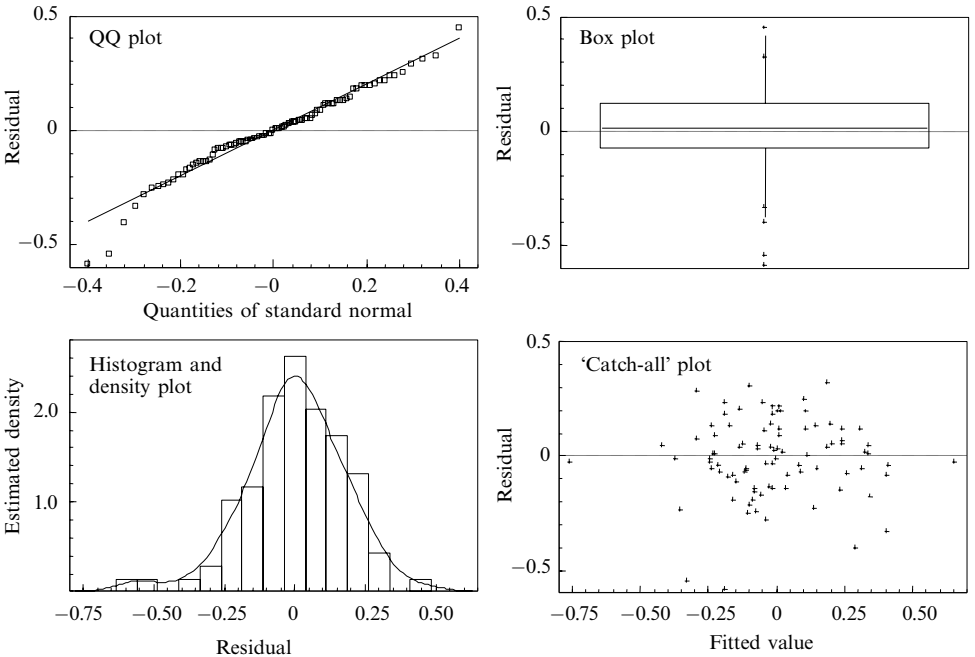 0.5
QQ plot
Residual
0
−0.5
−0.4
−0.2
−0
0.2
0.4
Quantities of standard normal
0.5
Box plot
Residual
0
−0.5
Histogram and
density plot
Estimated density
2.0
1.0
−0.75
−0.50
−0.25
0
0.25
0.50
Residual
0.5
‘Catch-all’ plot
Residual
0
−0.5
−0.75
−0.50
−0.25
0
0.25
0.50
Fitted value